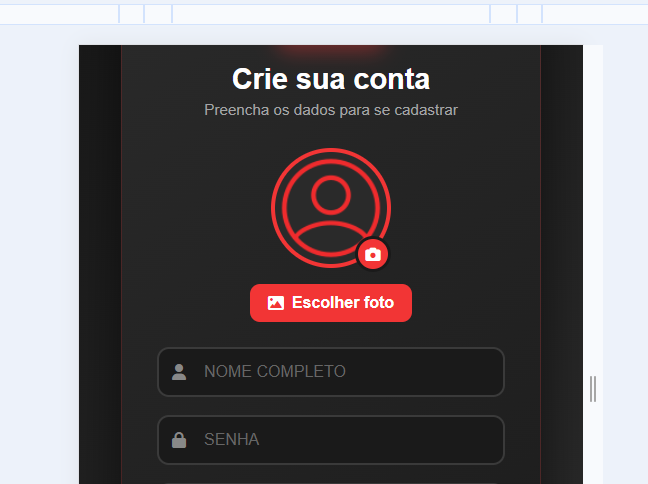 Crie sua conta
Preencha os dados para se cadastrar
Escolher foto
NOME COMPLETO
SENHA